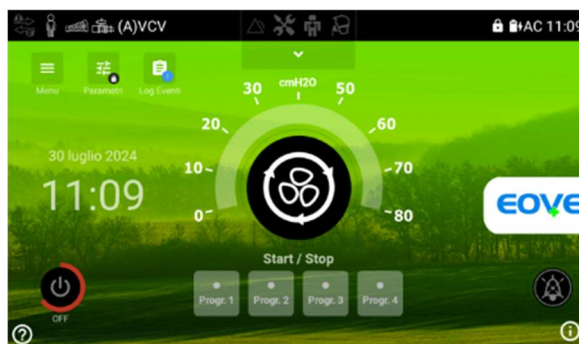 (A)VCV
AC 11:09
Menu
Parametri
Log Eventi
cmH2O
0
10
20
30
50
60
70
80
30 luglio 2024
11:09
EOVE
Start / Stop
Progr. 1
Progr. 2
Progr. 3
Progr. 4
OFF